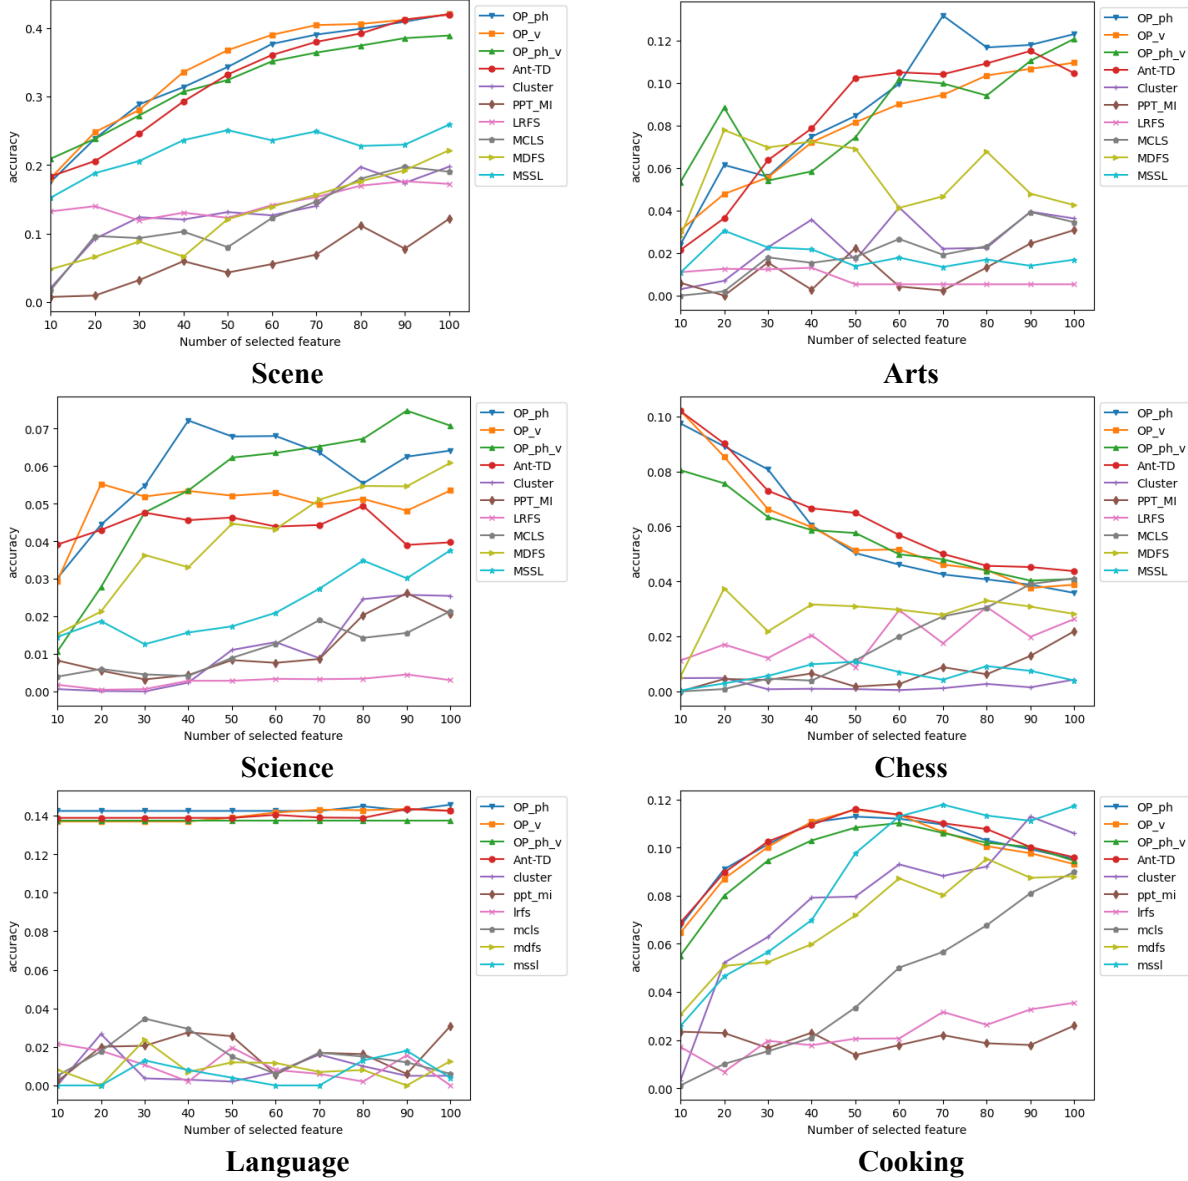 0.4
0.3
0.2
0.1
0.0
accuracy
10 20 30 40 50 60 70 80 90 100
Number of selected feature
OP_ph
OP_v
OP_ph_v
Ant-TD
Cluster
PPT_MI
LRFS
MCLS
MDFS
MSSL
Scene
0.12
0.10
0.08
0.06
0.04
0.02
0.00
accuracy
10 20 30 40 50 60 70 80 90 100
Number of selected feature
OP_ph
OP_v
OP_ph_v
Ant-TD
Cluster
PPT_MI
LRFS
MCLS
MDFS
MSSL
Arts
0.07
0.06
0.05
0.04
0.03
0.02
0.01
0.00
accuracy
10 20 30 40 50 60 70 80 90 100
Number of selected feature
OP_ph
OP_v
OP_ph_v
Ant-TD
Cluster
PPT_MI
LRFS
MCLS
MDFS
MSSL
Science
0.10
0.08
0.06
0.04
0.02
0.00
accuracy
10 20 30 40 50 60 70 80 90 100
Number of selected feature
OP_ph
OP_v
OP_ph_v
Ant-TD
Cluster
PPT_MI
LRFS
MCLS
MDFS
MSSL
Chess
0.14
0.12
0.10
0.08
0.06
0.04
0.02
0.00
accuracy
10 20 30 40 50 60 70 80 90 100
Number of selected feature
OP_ph
OP_v
OP_ph_v
Ant-TD
cluster
ppt_mi
lrfs
mcls
mdfs
mssl
Language
0.12
0.10
0.08
0.06
0.04
0.02
0.00
accuracy
10 20 30 40 50 60 70 80 90 100
Number of selected feature
OP_ph
OP_v
OP_ph_v
Ant-TD
cluster
ppt_mi
lrfs
mcls
mdfs
mssl
Cooking